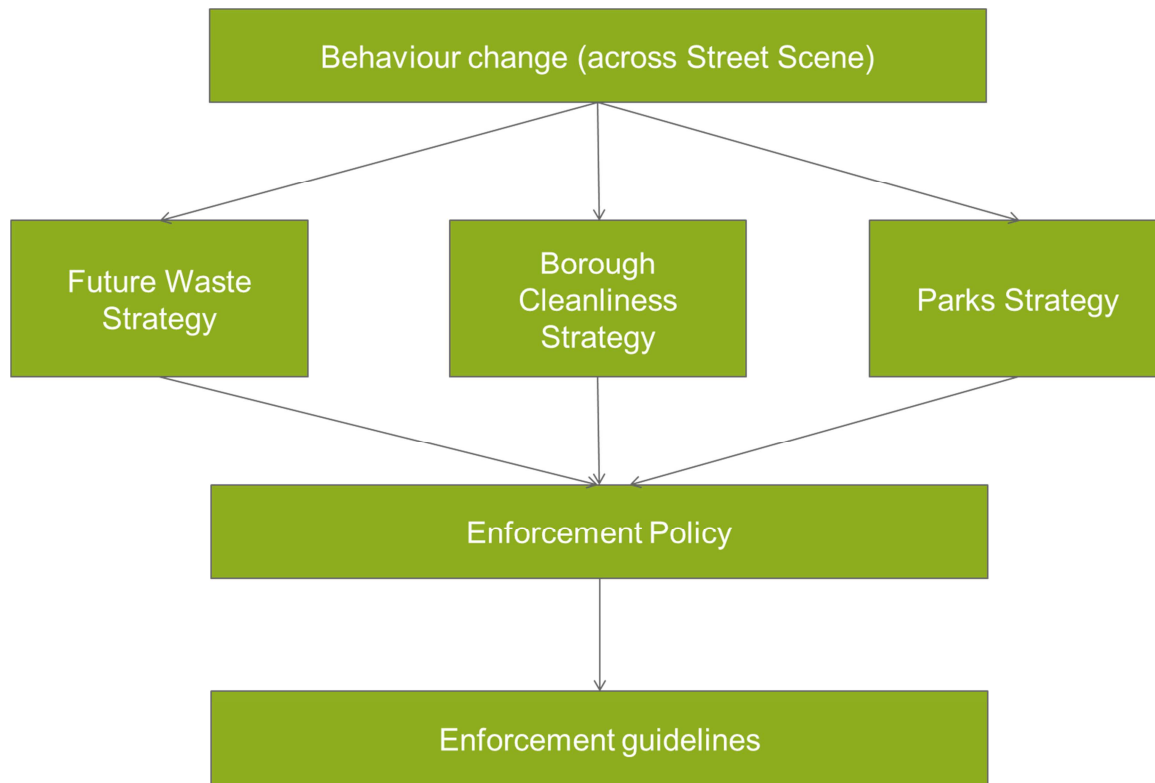 Behaviour change (across Street Scene)
Future Waste
Strategy
Borough
Cleanliness
Strategy
Parks Strategy
Enforcement Policy
Enforcement guidelines